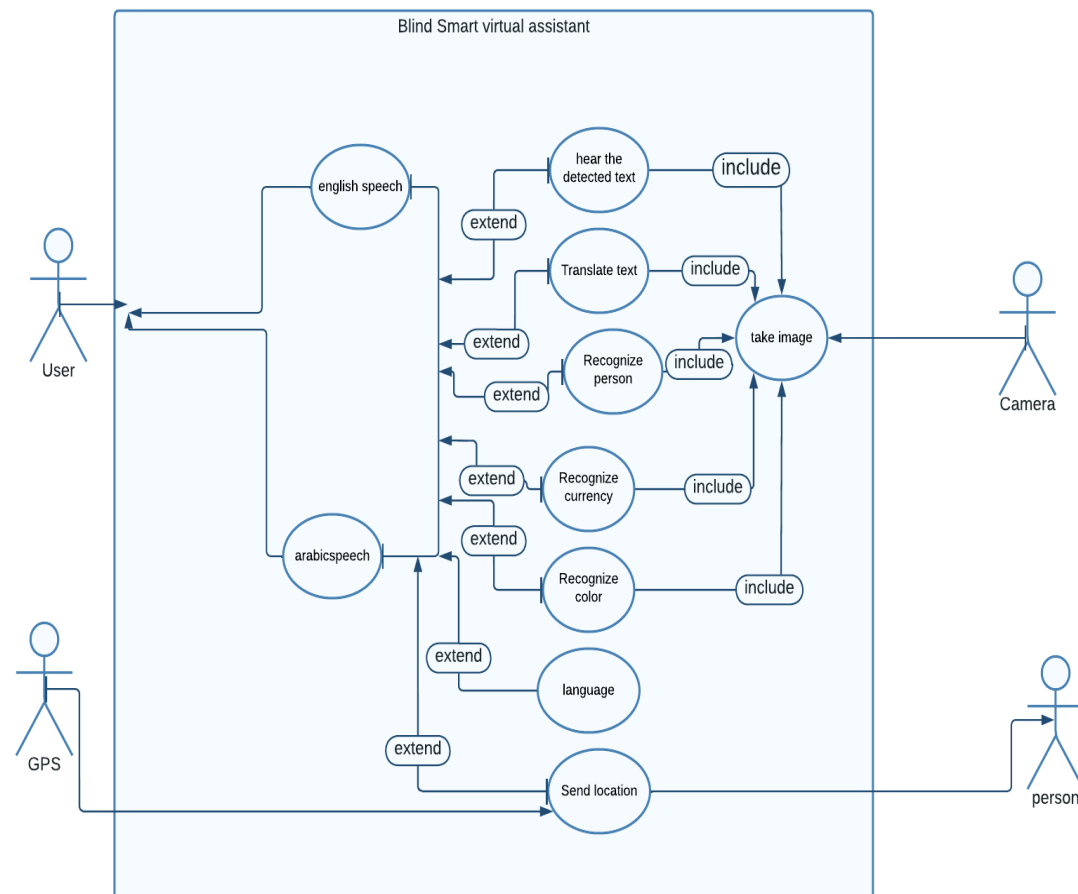 Blind Smart virtual assistant
hear the
detected text
include
english speech
extend
Translate text
include
take image
extend
Recognize
person
include
extend
User
Camera
Recognize
currency
extend
include
extend
arabicspeech
Recognize
color
include
extend
language
extend
Send location
GPS
person